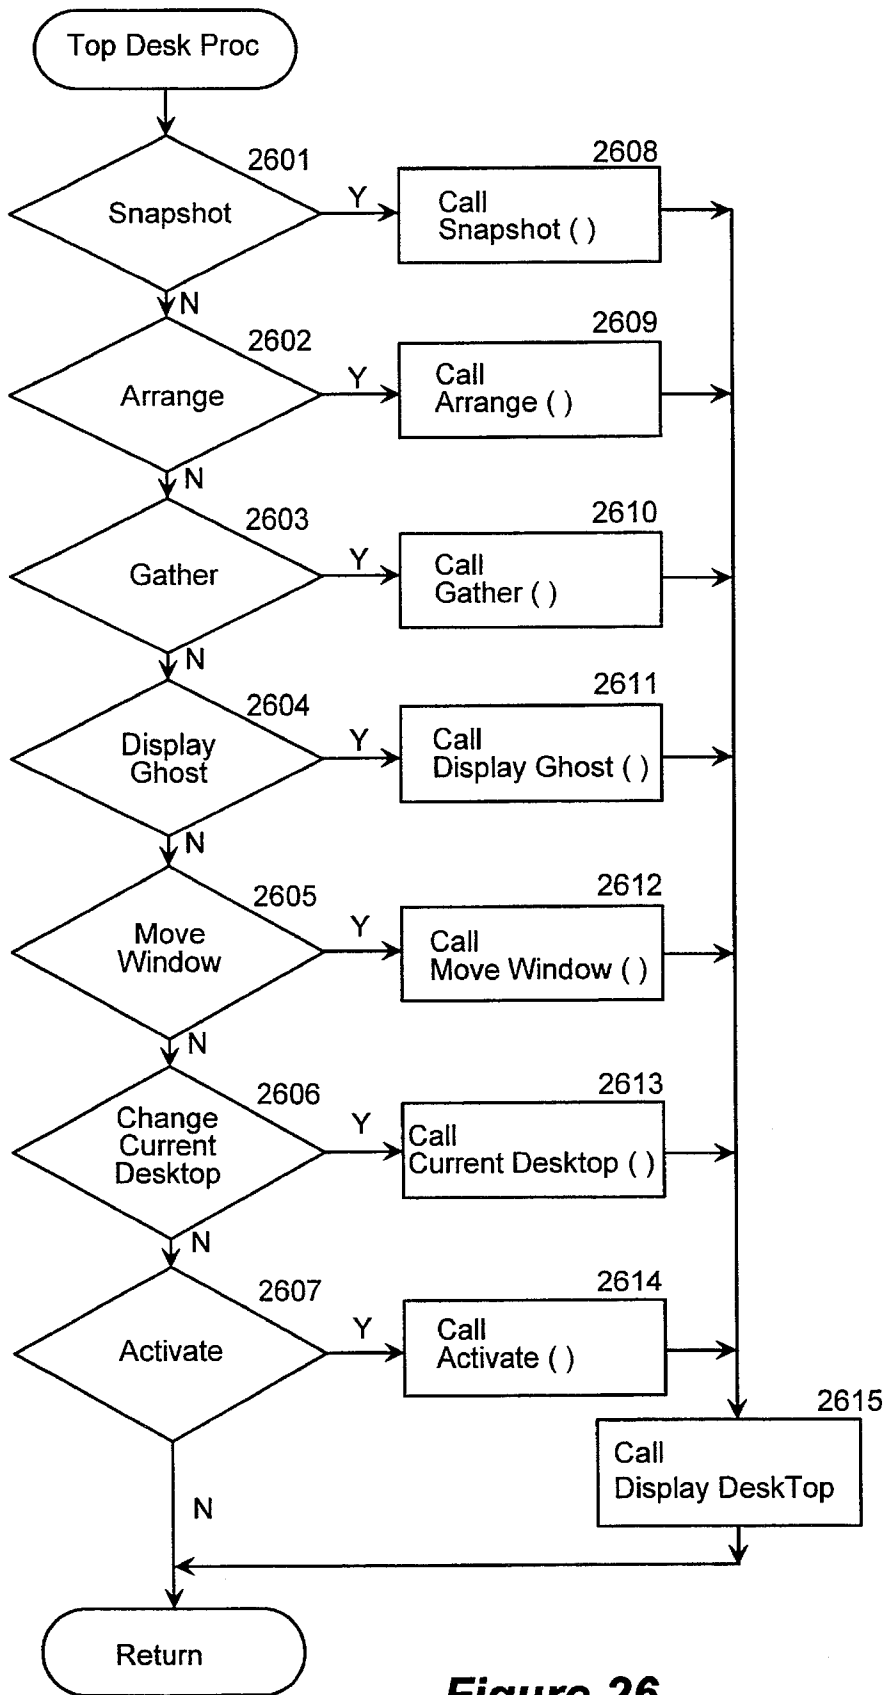 Top Desk Proc
2601
Snapshot
Y
2608
Call
Snapshot ( )
N
2602
Arrange
Y
2609
Call
Arrange ( )
N
2603
Gather
Y
2610
Call
Gather ( )
N
2604
Display
Ghost
Y
2611
Call
Display Ghost ( )
N
2605
Move
Window
Y
2612
Call
Move Window ( )
N
2606
Change
Current
Desktop
Y
2613
Call
Current Desktop ( )
N
2607
Activate
Y
2614
Call
Activate ( )
2615
Call
Display DeskTop
N
Return
Figure 26